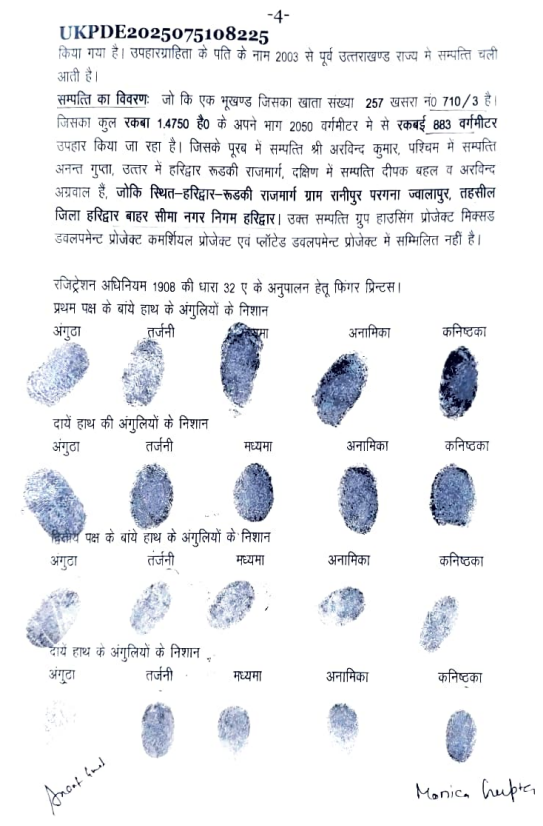 -4-
UKPDE2025075108225
किया गया है। उपहारग्राहिता के पति के नाम 2003 से पूर्व उत्तराखण्ड राज्य मे सम्पत्ति चली
आती है।
सम्पत्ति का विवरणः जो कि एक भूखण्ड जिसका खाता संख्या 257 खसरा न0 710/3 है।
जिसका कुल रकबा 1.4750 है0 के अपने भाग 2050 वर्गमीटर मे से रकबई 883 वर्गमीटर
उपहार किया जा रहा है। जिसके पूरब में सम्पत्ति श्री अरविन्द कुमार, पश्चिम में सम्पत्ति
अनन्त गुप्ता, उत्तर में हरिद्वार रूडकी राजमार्ग, दक्षिण में सम्पत्ति दीपक बहल व अरविन्द
अग्रवाल हैं, जोकि स्थित-हरिद्वार-रूडकी राजमार्ग ग्राम रानीपुर परगना ज्वालापुर, तहसील
जिला हरिद्वार बाहर सीमा नगर निगम हरिद्वार। उक्त सम्पत्ति ग्रुप हाउसिंग प्रोजेक्ट मिक्सड
डवलपमेन्ट प्रोजेक्ट कमर्शियल प्रोजेक्ट एवं प्लॉटेड डवलपमेन्ट प्रोजेक्ट में सम्मिलित नहीं है।
रजिट्रेशन अधिनियम 1908 की धारा 32 ए के अनुपालन हेतू फिंगर प्रिन्टस।
प्रथम पक्ष के बांये हाथ के अंगुलियों के निशान
अंगुठा तर्जनी मध्यमा अनामिका कनिष्ठका
दायें हाथ की अंगुलियों के निशान
अंगुठा तर्जनी मध्यमा अनामिका कनिष्ठका
द्वितीय पक्ष के बांये हाथ के अंगुलियों के निशान
अंगुठा तर्जनी मध्यमा अनामिका कनिष्ठका
दायें हाथ के अंगुलियों के निशान
अंगुठा तर्जनी मध्यमा अनामिका कनिष्ठका
Monica Gupta